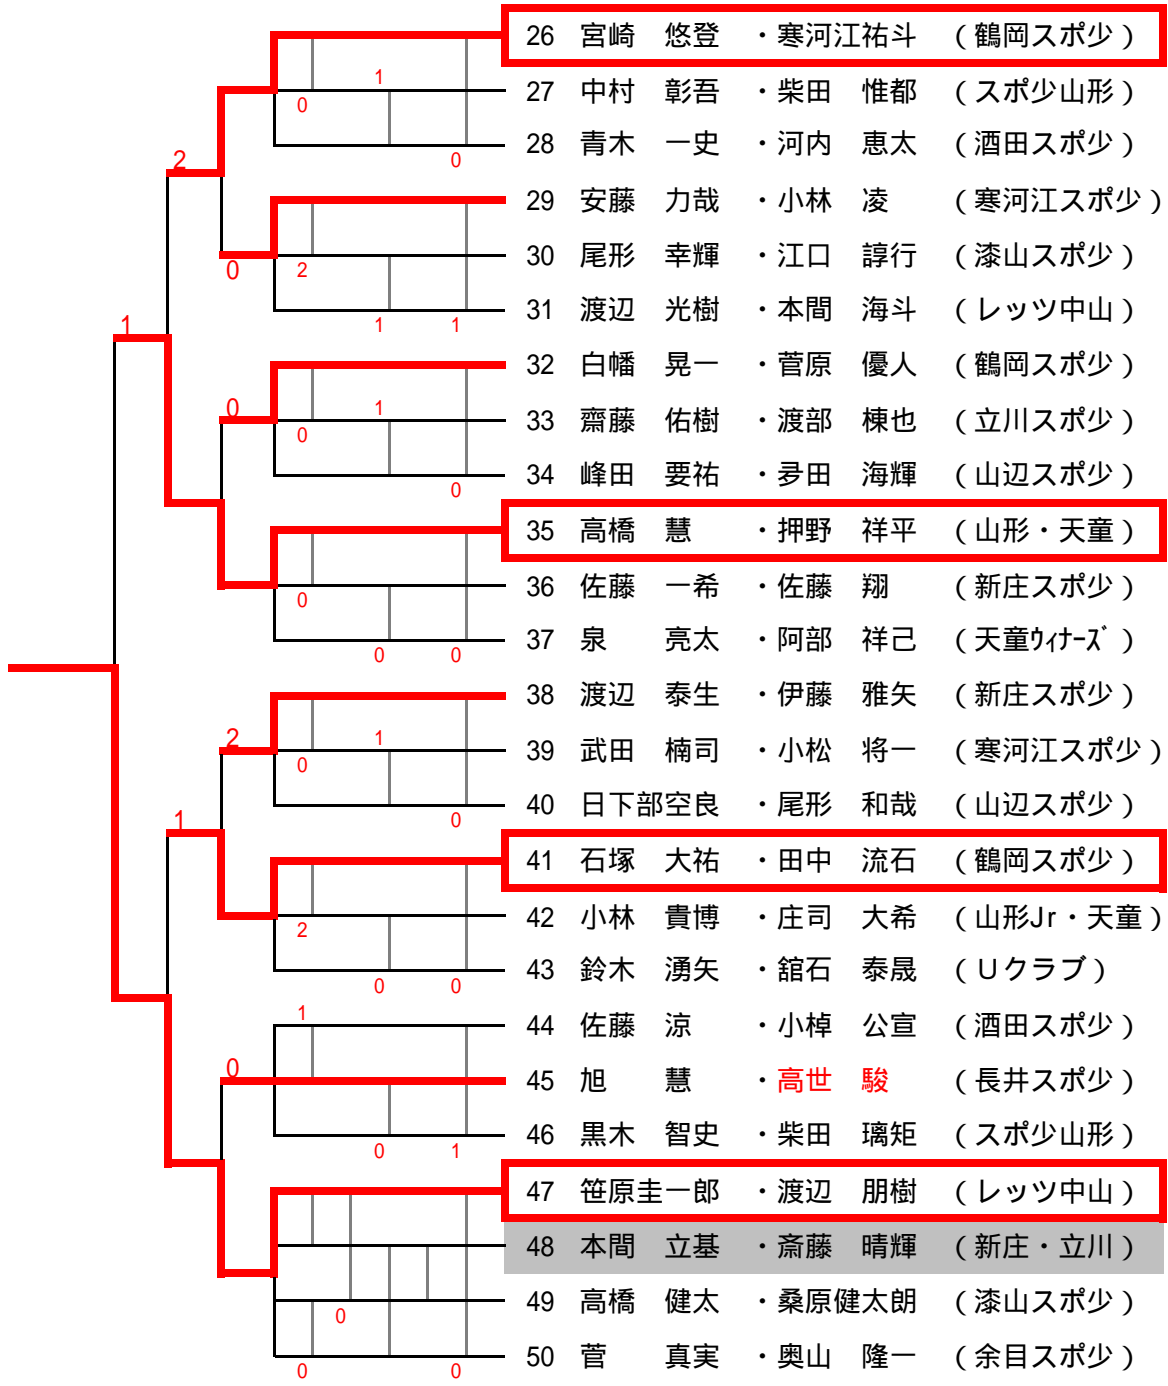 26 宮崎 悠登 ・寒河江祐斗 (鶴岡スポ少)
1
0
27 中村 彰吾 ・柴田 惟都 (スポ少山形)
28 青木 一史 ・河内 恵太 (酒田スポ少)
2
0
29 安藤 力哉 ・小林 凌 (寒河江スポ少)
30 尾形 幸輝 ・江口 諄行 (漆山スポ少)
0
2
31 渡辺 光樹 ・本間 海斗 (レッツ中山)
1
1
1
32 白幡 晃一 ・菅原 優人 (鶴岡スポ少)
0
1
33 齋藤 佑樹 ・渡部 棟也 (立川スポ少)
0
34 峰田 要祐 ・夛田 海輝 (山辺スポ少)
0
35 高橋 慧 ・押野 祥平 (山形・天童)
36 佐藤 一希 ・佐藤 翔 (新庄スポ少)
0
37 泉 亮太 ・阿部 祥己 (天童ウィナーズ)
0
0
38 渡辺 泰生 ・伊藤 雅矢 (新庄スポ少)
2
1
39 武田 楠司 ・小松 将一 (寒河江スポ少)
0
40 日下部空良 ・尾形 和哉 (山辺スポ少)
1
0
41 石塚 大祐 ・田中 流石 (鶴岡スポ少)
42 小林 貴博 ・庄司 大希 (山形Jr・天童)
2
43 鈴木 湧矢 ・舘石 泰晟 (Uクラブ)
0
0
1
44 佐藤 涼 ・小棹 公宣 (酒田スポ少)
0
45 旭 慧 ・高世 駿 (長井スポ少)
46 黒木 智史 ・柴田 璃矩 (スポ少山形)
0
1
47 笹原圭一郎 ・渡辺 朋樹 (レッツ中山)
48 本間 立基 ・斎藤 晴輝 (新庄・立川)
49 高橋 健太 ・桑原健太朗 (漆山スポ少)
0
50 菅 真実 ・奥山 隆一 (余目スポ少)
0
0